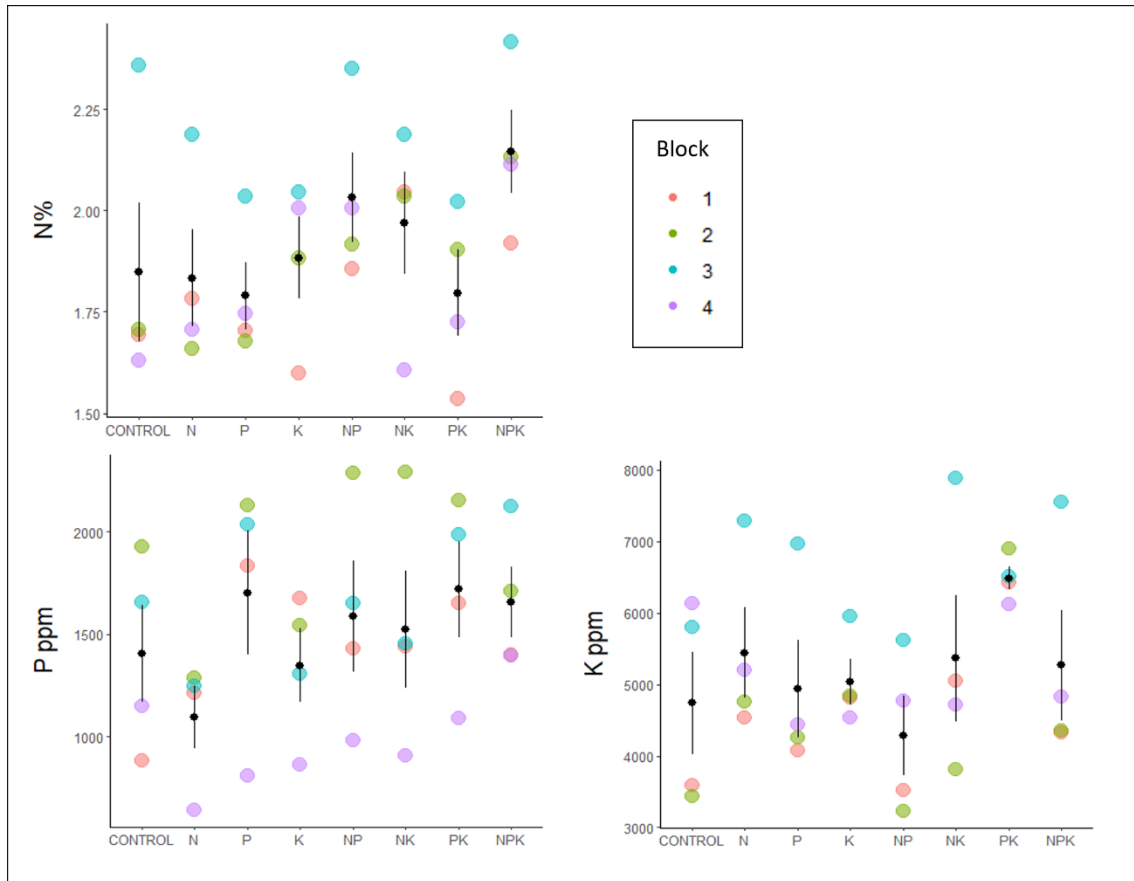 N%
2.25
2.00
1.75
1.50
CONTROL N P K NP NK PK NPK
Block
1
2
3
4
P ppm
2000
1500
1000
CONTROL N P K NP NK PK NPK
K ppm
8000
7000
6000
5000
4000
3000
CONTROL N P K NP NK PK NPK